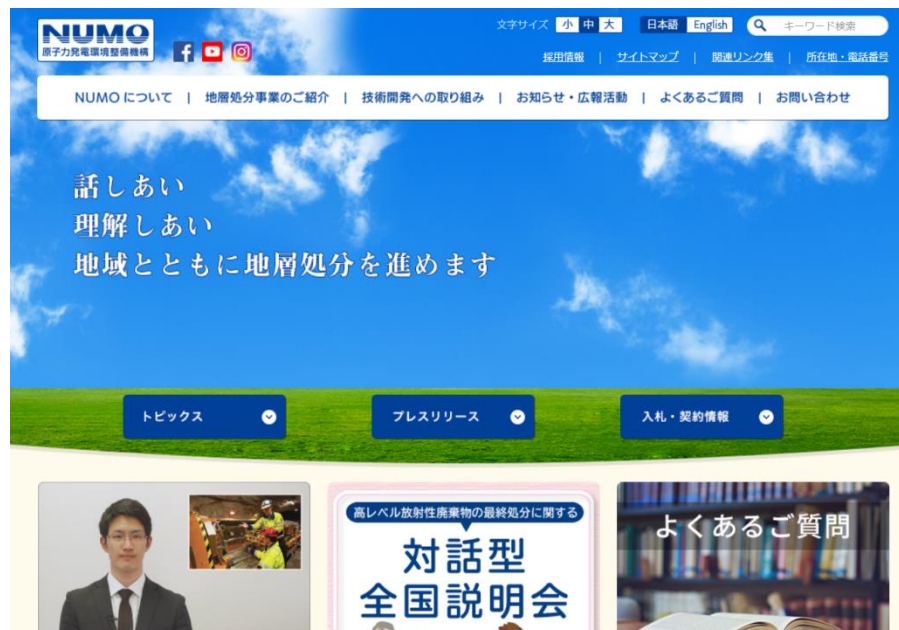 NUMO
原子力発電環境整備機構
文字サイズ 小 中 大 日本語 English キーワード検索
採用情報 | サイトマップ | 関連リンク集 | 所在地・電話番号
NUMO について | 地層処分事業のご紹介 | 技術開発への取り組み | お知らせ・広報活動 | よくあるご質問 | お問い合わせ
話しあい
理解しあい
地域とともに地層処分を進めます
トピックス プレスリリース 入札・契約情報
高レベル放射性廃棄物の最終処分に関する
対話型
全国説明会
よくあるご質問